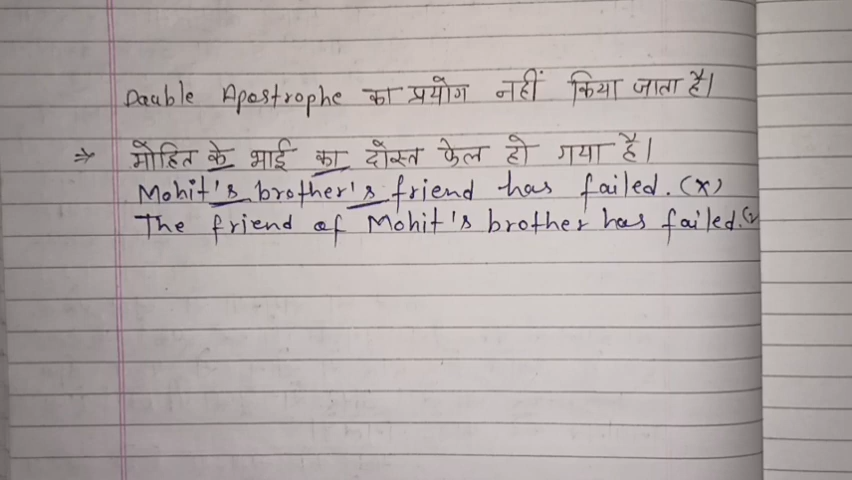 Double Apostrophe का प्रयोग नहीं किया जाता है।
⇒ मोहित के भाई का दोस्त फेल हो गया है।
Mohit's brother's friend has failed. (x)
The friend of Mohit's brother has failed.